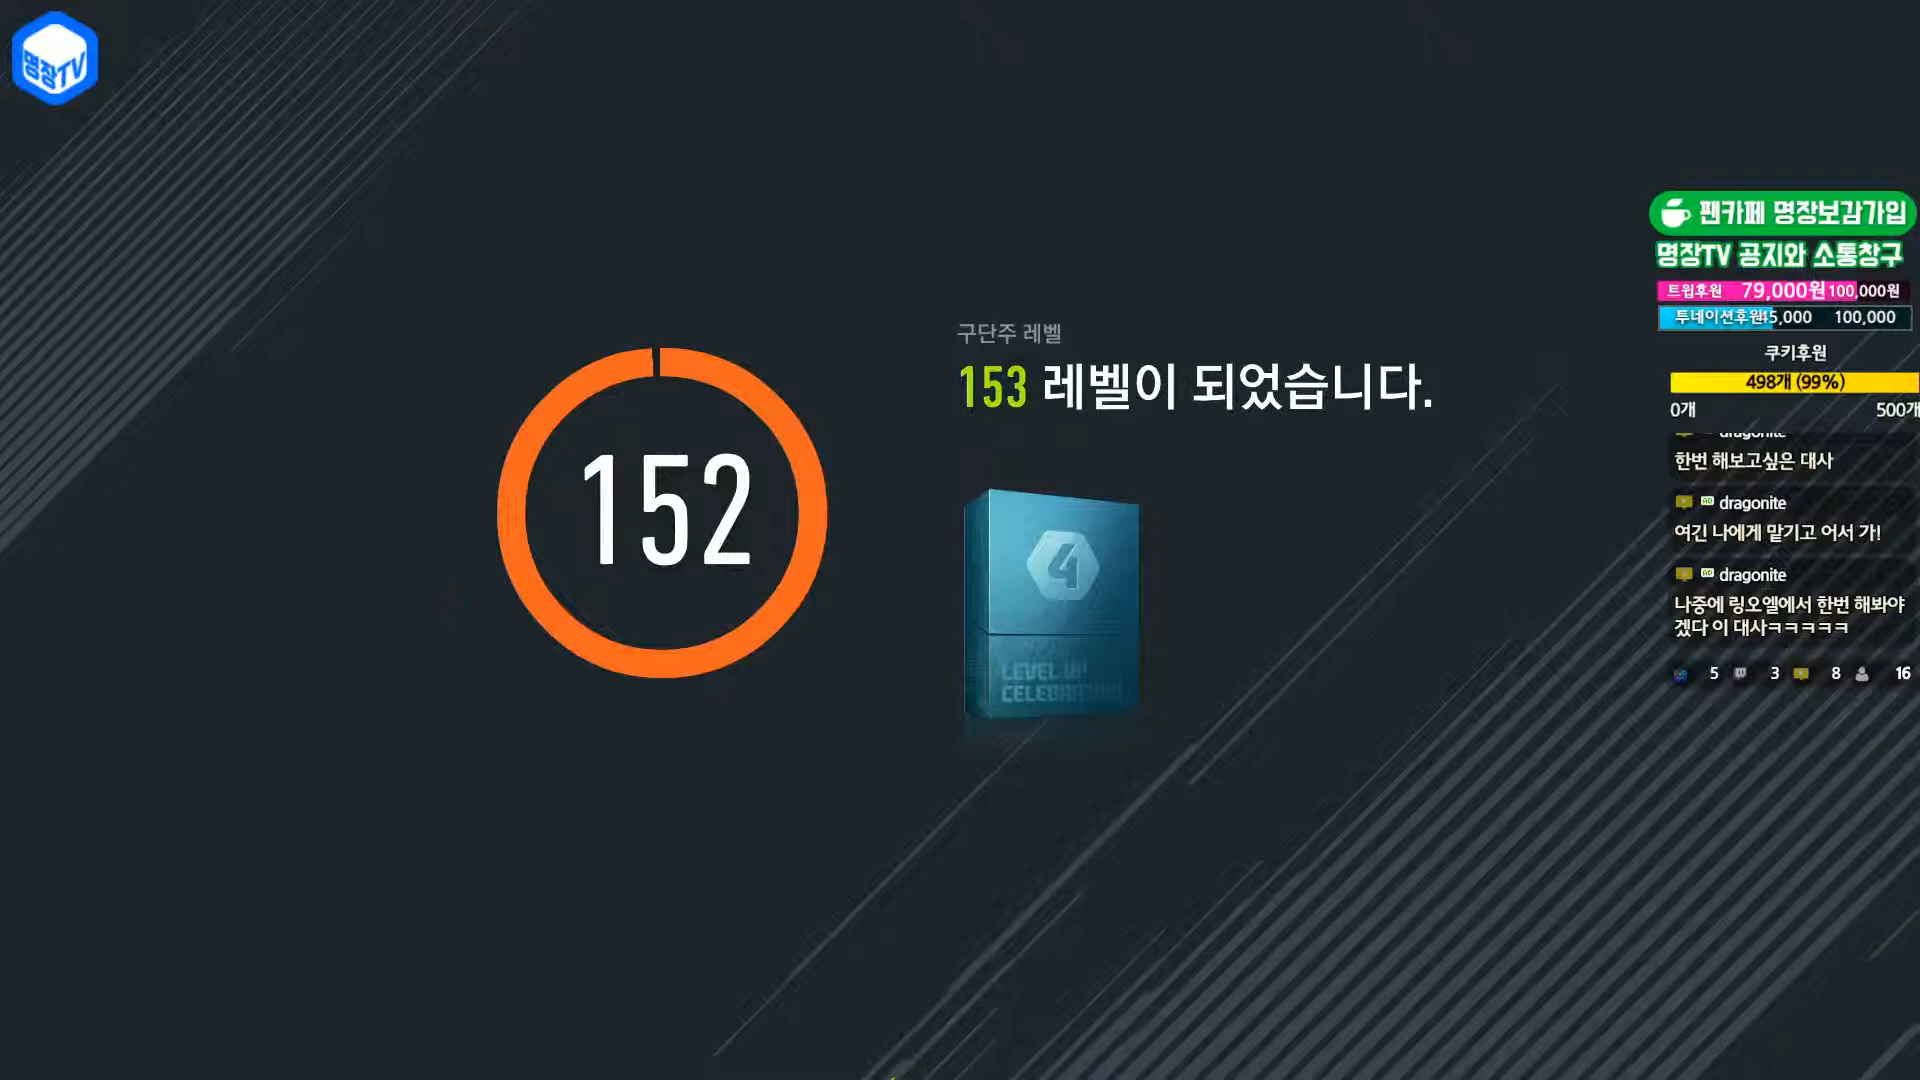 명장TV
팬카페 명장보감가입
명장TV 공지와 소통창구
트윕후원 79,000원 100,000원
투네이션후원 45,000 100,000
쿠키후원
498개 (99%)
0개 500개
구단주 레벨
153 레벨이 되었습니다.
152
4
LEVEL UP
CELEBRATION
dragonite
한번 해보고싶은 대사
dragonite
여긴 나에게 맡기고 어서 가!
dragonite
나중에 링오엘에서 한번 해봐야
겠다 이 대사ㅋㅋㅋㅋㅋ
5 3 8 16